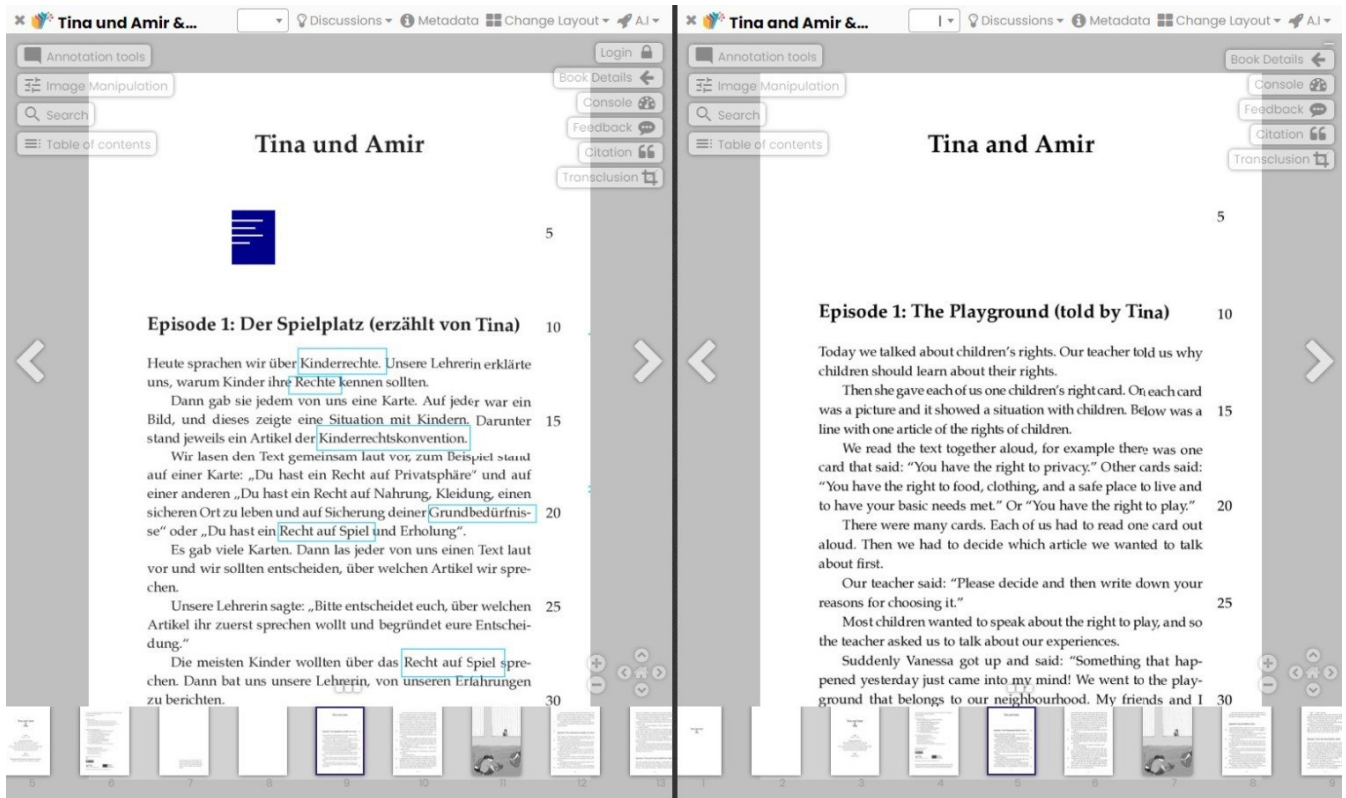 Tina und Amir &...
Discussions
Metadata
Change Layout
A.I
Annotation tools
Image Manipulation
Search
Table of contents
Login
Book Details
Console
Feedback
Citation
Transclusion
Tina und Amir
5
Episode 1: Der Spielplatz (erzählt von Tina) 10
Heute sprachen wir über Kinderrechte. Unsere Lehrerin erklärte
uns, warum Kinder ihre Rechte kennen sollten.
Dann gab sie jedem von uns eine Karte. Auf jeder war ein
Bild, und dieses zeigte eine Situation mit Kindern. Darunter 15
stand jeweils ein Artikel der Kinderrechtskonvention.
Wir lasen den Text gemeinsam laut vor, zum Beispiel stand
auf einer Karte: „Du hast ein Recht auf Privatsphäre“ und auf
einer anderen „Du hast ein Recht auf Nahrung, Kleidung, einen
sicheren Ort zu leben und auf Sicherung deiner Grundbedürfnis- 20
se“ oder „Du hast ein Recht auf Spiel und Erholung“.
Es gab viele Karten. Dann las jeder von uns einen Text laut
vor und wir sollten entscheiden, über welchen Artikel wir spre-
chen.
Unsere Lehrerin sagte: „Bitte entscheidet euch, über welchen 25
Artikel ihr zuerst sprechen wollt und begründet eure Entschei-
dung.“
Die meisten Kinder wollten über das Recht auf Spiel spre-
chen. Dann bat uns unsere Lehrerin, von unseren Erfahrungen
zu berichten. 30
5 6 7 8 9 10 11 12 13
Tina and Amir &...
Discussions
Metadata
Change Layout
A.I
Annotation tools
Image Manipulation
Search
Table of contents
Book Details
Console
Feedback
Citation
Transclusion
Tina and Amir
5
Episode 1: The Playground (told by Tina) 10
Today we talked about children’s rights. Our teacher told us why
children should learn about their rights.
Then she gave each of us one children’s right card. On each card
was a picture and it showed a situation with children. Below was a 15
line with one article of the rights of children.
We read the text together aloud, for example there was one
card that said: “You have the right to privacy.” Other cards said:
“You have the right to food, clothing, and a safe place to live and
to have your basic needs met.” Or “You have the right to play.” 20
There were many cards. Each of us had to read one card out
aloud. Then we had to decide which article we wanted to talk
about first.
Our teacher said: “Please decide and then write down your
reasons for choosing it.” 25
Most children wanted to speak about the right to play, and so
the teacher asked us to talk about our experiences.
Suddenly Vanessa got up and said: “Something that hap-
pened yesterday just came into my mind! We went to the play-
ground that belongs to our neighbourhood. My friends and I 30
1 2 3 4 5 6 7 8 9